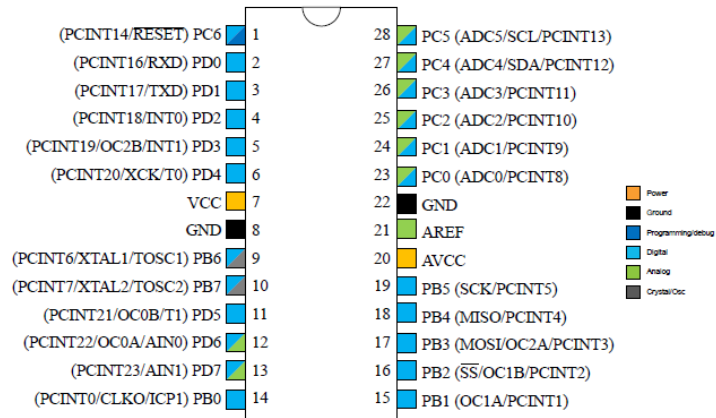 (PCINT14/RESET) PC6 1 28 PC5 (ADC5/SCL/PCINT13)
(PCINT16/RXD) PD0 2 27 PC4 (ADC4/SDA/PCINT12)
(PCINT17/TXD) PD1 3 26 PC3 (ADC3/PCINT11)
(PCINT18/INT0) PD2 4 25 PC2 (ADC2/PCINT10)
(PCINT19/OC2B/INT1) PD3 5 24 PC1 (ADC1/PCINT9)
(PCINT20/XCK/T0) PD4 6 23 PC0 (ADC0/PCINT8)
VCC 7 22 GND
GND 8 21 AREF
(PCINT6/XTAL1/TOSC1) PB6 9 20 AVCC
(PCINT7/XTAL2/TOSC2) PB7 10 19 PB5 (SCK/PCINT5)
(PCINT21/OC0B/T1) PD5 11 18 PB4 (MISO/PCINT4)
(PCINT22/OC0A/AIN0) PD6 12 17 PB3 (MOSI/OC2A/PCINT3)
(PCINT23/AIN1) PD7 13 16 PB2 (SS/OC1B/PCINT2)
(PCINT0/CLKO/ICP1) PB0 14 15 PB1 (OC1A/PCINT1)
Power
Ground
Programming/debug
Digital
Analog
Crystal/Osc